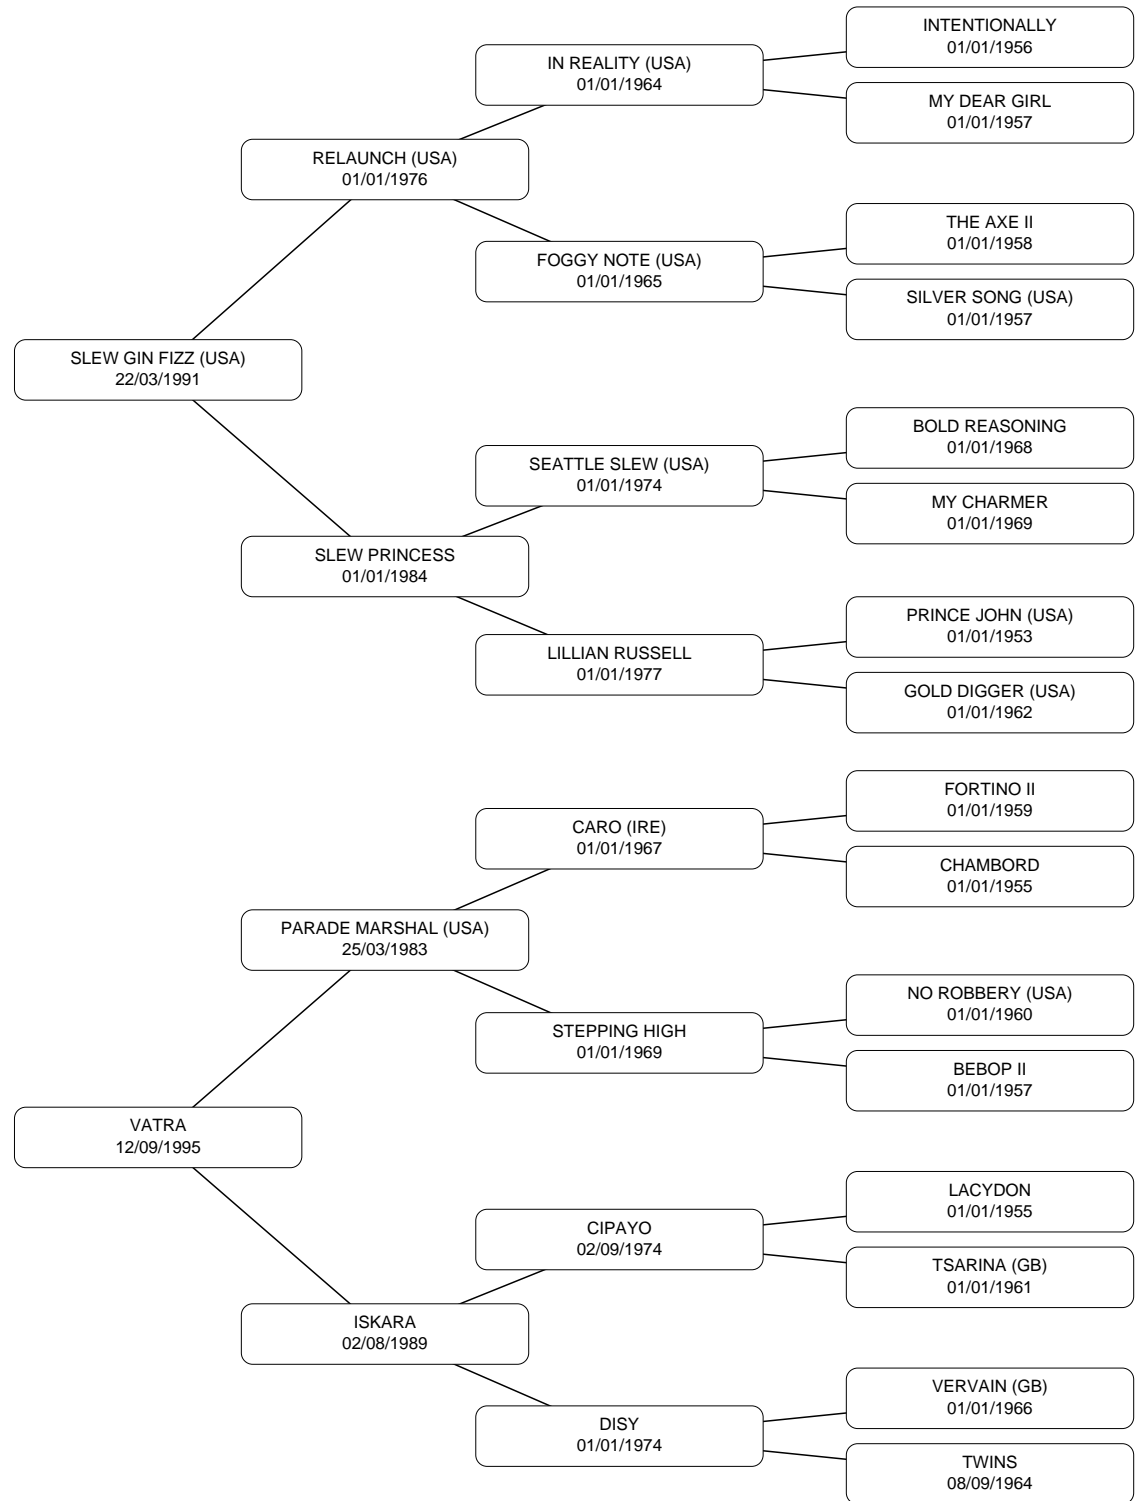 INTENTIONALLY
01/01/1956
IN REALITY (USA)
01/01/1964
MY DEAR GIRL
01/01/1957
RELAUNCH (USA)
01/01/1976
THE AXE II
01/01/1958
FOGGY NOTE (USA)
01/01/1965
SILVER SONG (USA)
01/01/1957
SLEW GIN FIZZ (USA)
22/03/1991
BOLD REASONING
01/01/1968
SEATTLE SLEW (USA)
01/01/1974
MY CHARMER
01/01/1969
SLEW PRINCESS
01/01/1984
PRINCE JOHN (USA)
01/01/1953
LILLIAN RUSSELL
01/01/1977
GOLD DIGGER (USA)
01/01/1962
FORTINO II
01/01/1959
CARO (IRE)
01/01/1967
CHAMBORD
01/01/1955
PARADE MARSHAL (USA)
25/03/1983
NO ROBBERY (USA)
01/01/1960
STEPPING HIGH
01/01/1969
BEBOP II
01/01/1957
VATRA
12/09/1995
LACYDON
01/01/1955
CIPAYO
02/09/1974
TSARINA (GB)
01/01/1961
ISKARA
02/08/1989
VERVAIN (GB)
01/01/1966
DISY
01/01/1974
TWINS
08/09/1964